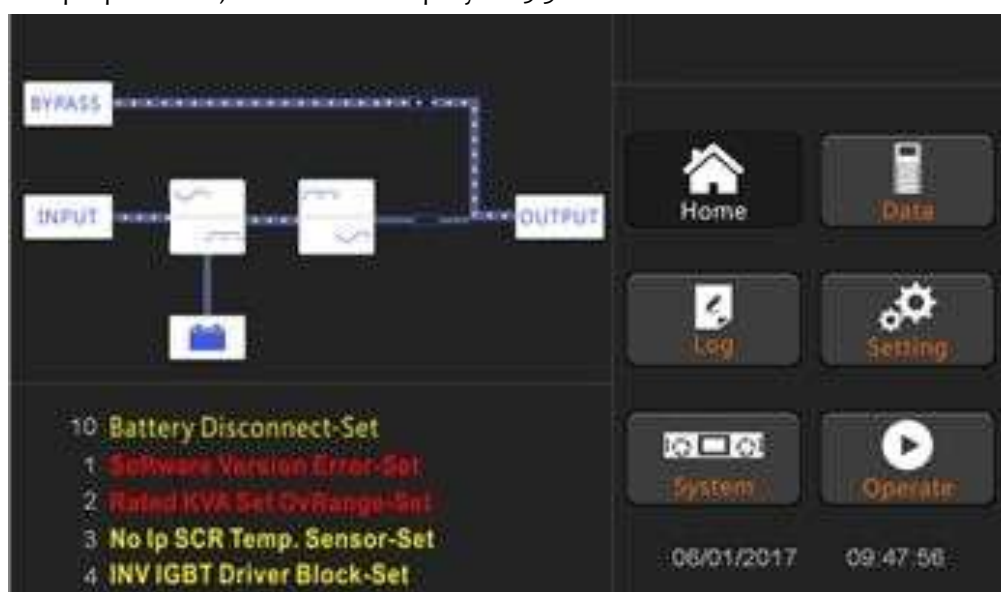 BYPASS
INPUT
OUTPUT
Home
Data
Log
Setting
System
Operate
10 Battery Disconnect-Set
1 Software Version Error-Set
2 Rated KVA Set OvRange-Set
3 No Ip SCR Temp. Sensor-Set
4 INV IGBT Driver Block-Set
06/01/2017 09:47:56